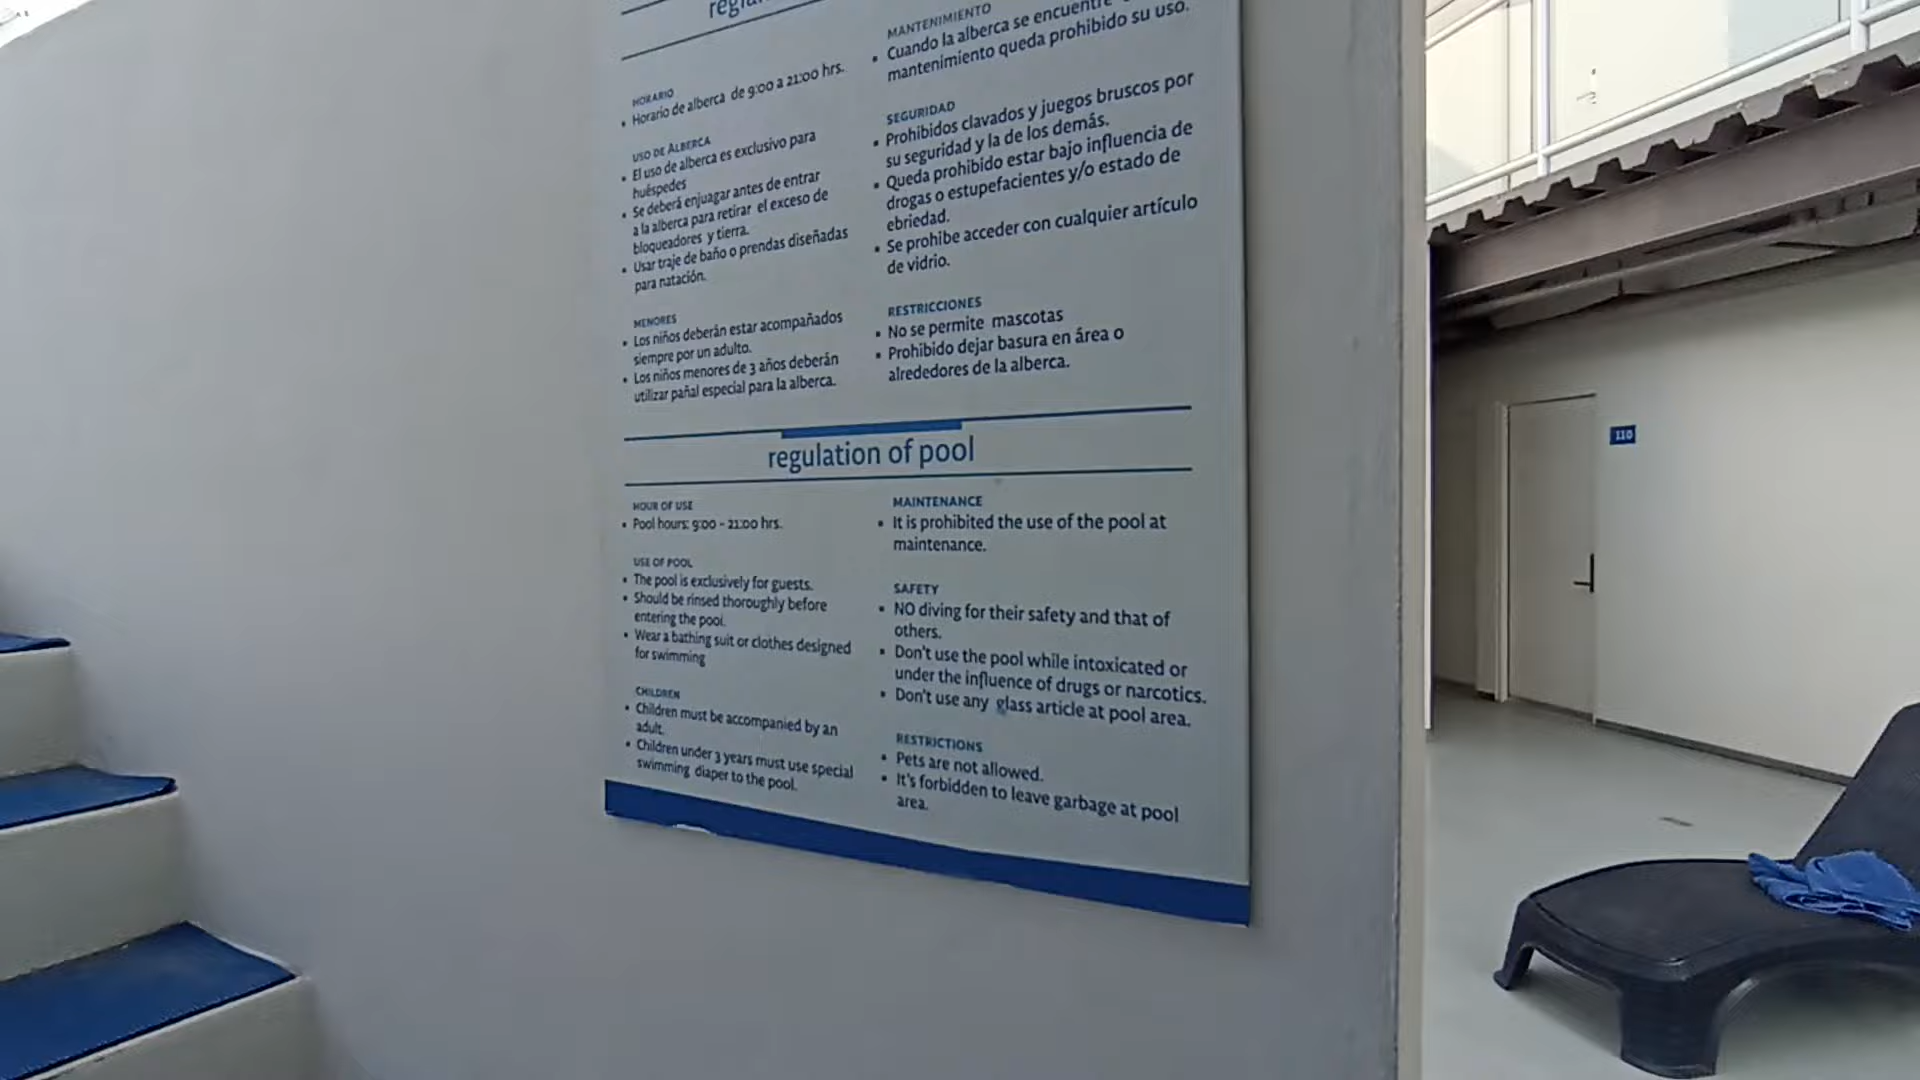 HORARIO
• Horario de alberca de 9:00 a 21:00 hrs.
USO DE ALBERCA
• El uso de alberca es exclusivo para
huéspedes
• Se deberá enjuagar antes de entrar
a la alberca para retirar el exceso de
bloqueadores y tierra.
• Usar traje de baño o prendas diseñadas
para natación.
MENORES
• Los niños deberán estar acompañados
siempre por un adulto.
• Los niños menores de 3 años deberán
utilizar pañal especial para la alberca.
MANTENIMIENTO
• Cuando la alberca se encuentre
mantenimiento queda prohibido su uso.
SEGURIDAD
• Prohibidos clavados y juegos bruscos por
su seguridad y la de los demás.
• Queda prohibido estar bajo influencia de
drogas o estupefacientes y/o estado de
ebriedad.
• Se prohibe acceder con cualquier artículo
de vidrio.
RESTRICCIONES
• No se permite mascotas
• Prohibido dejar basura en área o
alrededores de la alberca.
regulation of pool
HOUR OF USE
• Pool hours: 9:00 - 21:00 hrs.
USE OF POOL
• The pool is exclusively for guests.
• Should be rinsed thoroughly before
entering the pool.
• Wear a bathing suit or clothes designed
for swimming
CHILDREN
• Children must be accompanied by an
adult.
• Children under 3 years must use special
swimming diaper to the pool.
MAINTENANCE
• It is prohibited the use of the pool at
maintenance.
SAFETY
• NO diving for their safety and that of
others.
• Don't use the pool while intoxicated or
under the influence of drugs or narcotics.
• Don't use any glass article at pool area.
RESTRICTIONS
• Pets are not allowed.
• It's forbidden to leave garbage at pool
area.
110